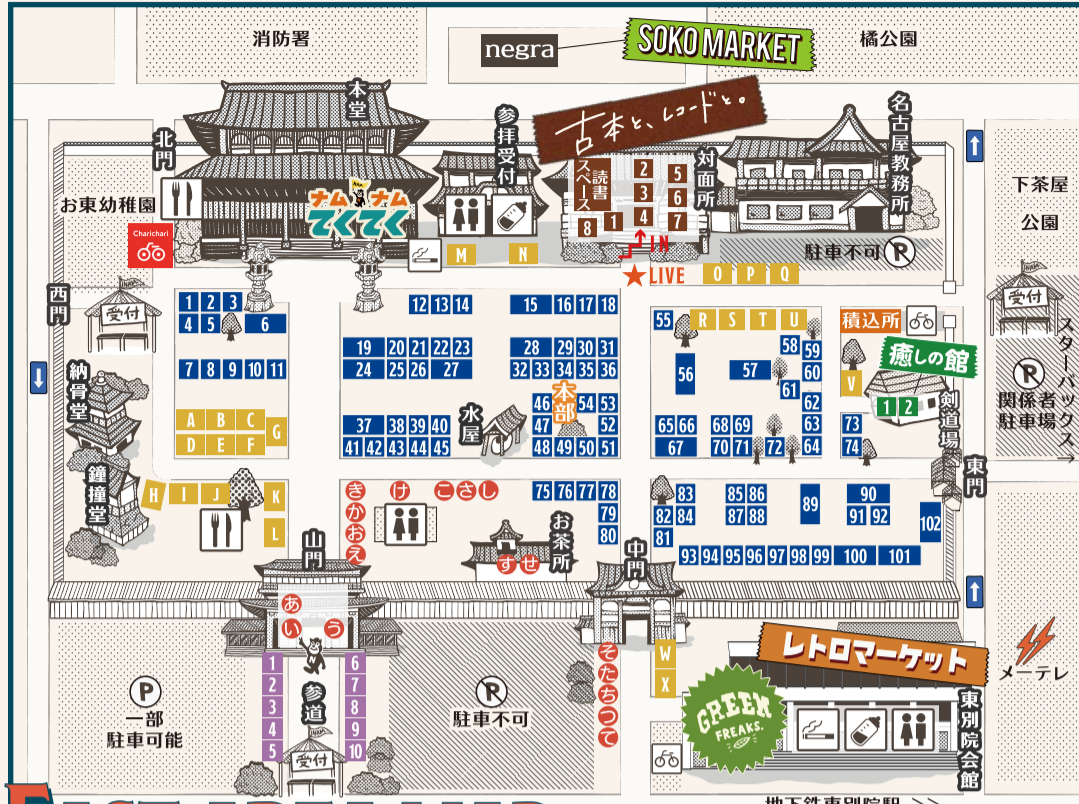 消防署
negra
SOKO MARKET
橘公園
本堂
参拝受付
古本と、レコードと。
名古屋教務所
北門
お東幼稚園
Charichari
ナムナム
てくてく
読書スペース
1
2
3
4
5
6
7
8
対面所
IN
LIVE
駐車不可
下茶屋
公園
M
N
O P Q
西門
受付
1 2 3
4 5 6
7 8 9 10 11
12 13 14
15 16 17 18
19 20 21 22 23
24 25 26 27
28 29 30 31
32 33 34 35 36
37 38 39 40
41 42 43 44 45
水屋
本部
46 54 53
47 52
48 49 50 51
55
R S T U
56
57
58
59
60
61
62
63
64
65 66
67
68 69
70 71 72
積込所
癒しの館
V
1 2
73
74
剣道場
受付
関係者
駐車場
スターバックス→
納骨堂
鐘撞堂
A B C
D E F
G
H I J K
L
東門
き
か
お
え
け
こ さ し
お茶所
す せ
75 76 77 78
79
80
81
82
83
84
85 86
87 88
89
90
91 92
93 94 95 96 97 98 99 100 101
102
山門
中門
あ
い う
1
2
3
4
5
参道
6
7
8
9
10
受付
P
一部
駐車可能
駐車不可
そ
た
ち
つ
て
W
X
レトロマーケット
GREEN
FREAKS.
東別院会館
メ〜テレ
地下鉄東別院駅